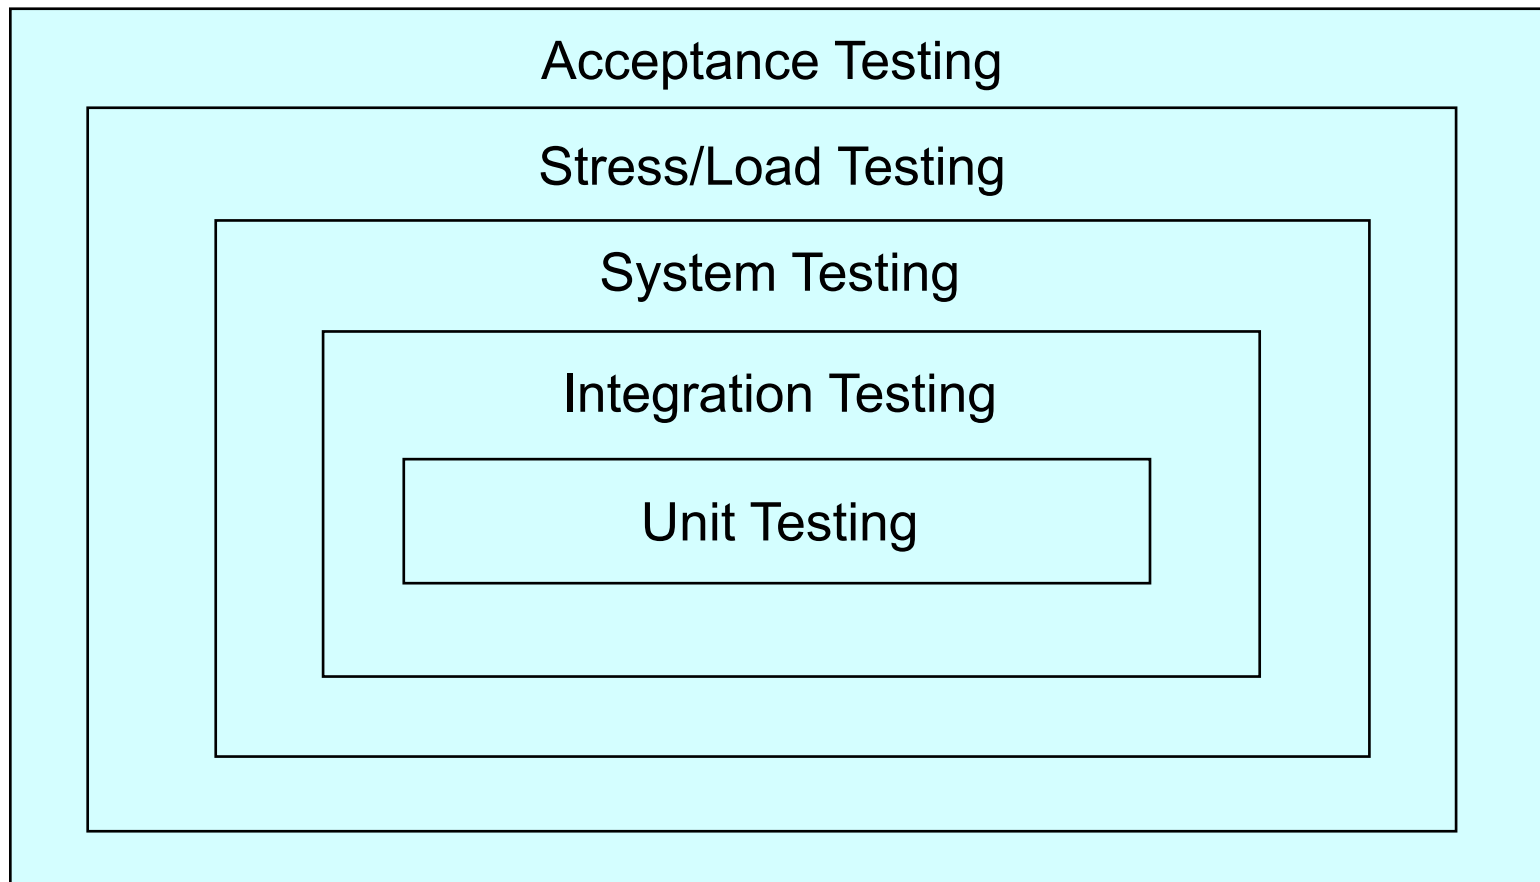 Acceptance Testing
Stress/Load Testing
System Testing
Integration Testing
Unit Testing